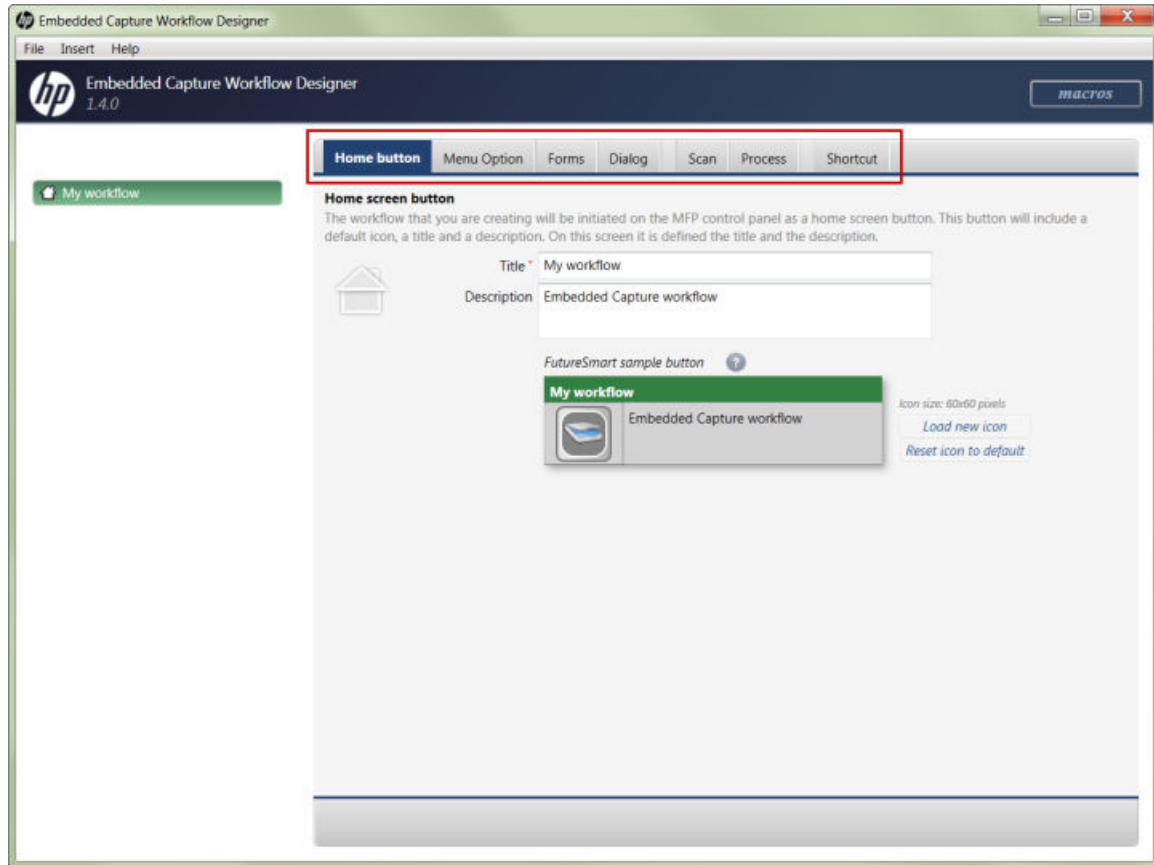 Embedded Capture Workflow Designer
File Insert Help
hp
Embedded Capture Workflow Designer
1.4.0
macros
Home button Menu Option Forms Dialog Scan Process Shortcut
My workflow
Home screen button
The workflow that you are creating will be initiated on the MFP control panel as a home screen button. This button will include a
default icon, a title and a description. On this screen it is defined the title and the description.
Title * My workflow
Description Embedded Capture workflow
FutureSmart sample button ?
My workflow
Embedded Capture workflow
Icon size: 60x60 pixels
Load new icon
Reset icon to default